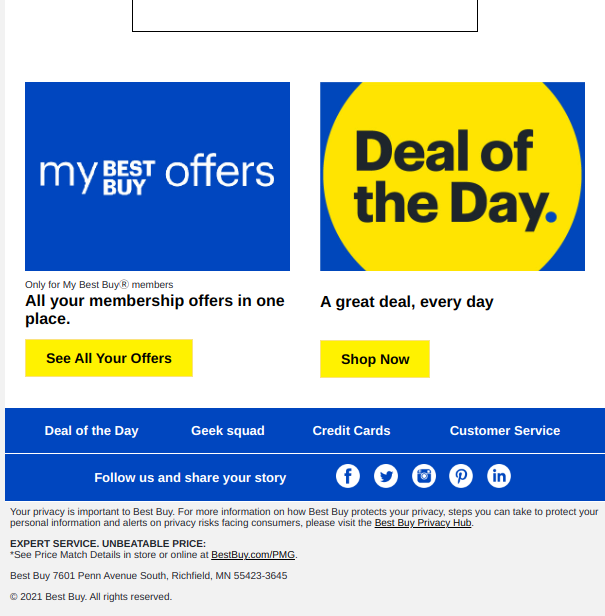 my BEST BUY offers
Deal of
the Day.
Only for My Best Buy® members
All your membership offers in one
place.
See All Your Offers
A great deal, every day
Shop Now
Deal of the Day Geek squad Credit Cards Customer Service
Follow us and share your story
Your privacy is important to Best Buy. For more information on how Best Buy protects your privacy, steps you can take to protect your
personal information and alerts on privacy risks facing consumers, please visit the Best Buy Privacy Hub.
EXPERT SERVICE. UNBEATABLE PRICE:
*See Price Match Details in store or online at BestBuy.com/PMG.
Best Buy 7601 Penn Avenue South, Richfield, MN 55423-3645
© 2021 Best Buy. All rights reserved.